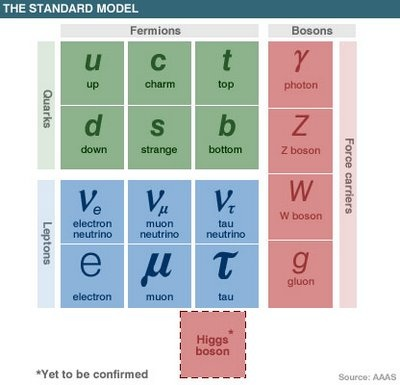 THE STANDARD MODEL
Fermions
Bosons
Quarks
u
up
c
charm
t
top
γ
photon
d
down
s
strange
b
bottom
Z
Z boson
Force carriers
Leptons
νe
electron
neutrino
νμ
muon
neutrino
ντ
tau
neutrino
W
W boson
e
electron
μ
muon
τ
tau
g
gluon
Higgs*
boson
*Yet to be confirmed
Source: AAAS